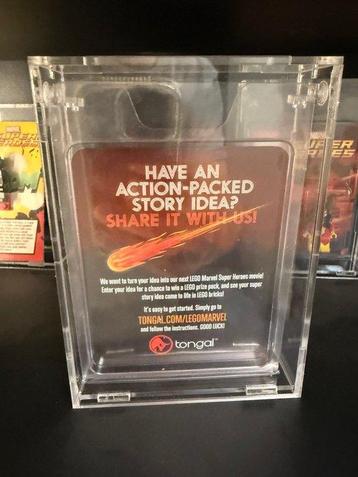 HAVE AN
ACTION-PACKED
STORY IDEA?
SHARE IT WITH US!
We want to turn your idea into our next LEGO Marvel Super Heroes movie!
Enter your idea for a chance to win a LEGO prize pack, and see your super
story idea come to life in LEGO bricks!
It's easy to get started. Simply go to
TONGAL.COM/LEGOMARVEL
and follow the instructions. GOOD LUCK!
tongal